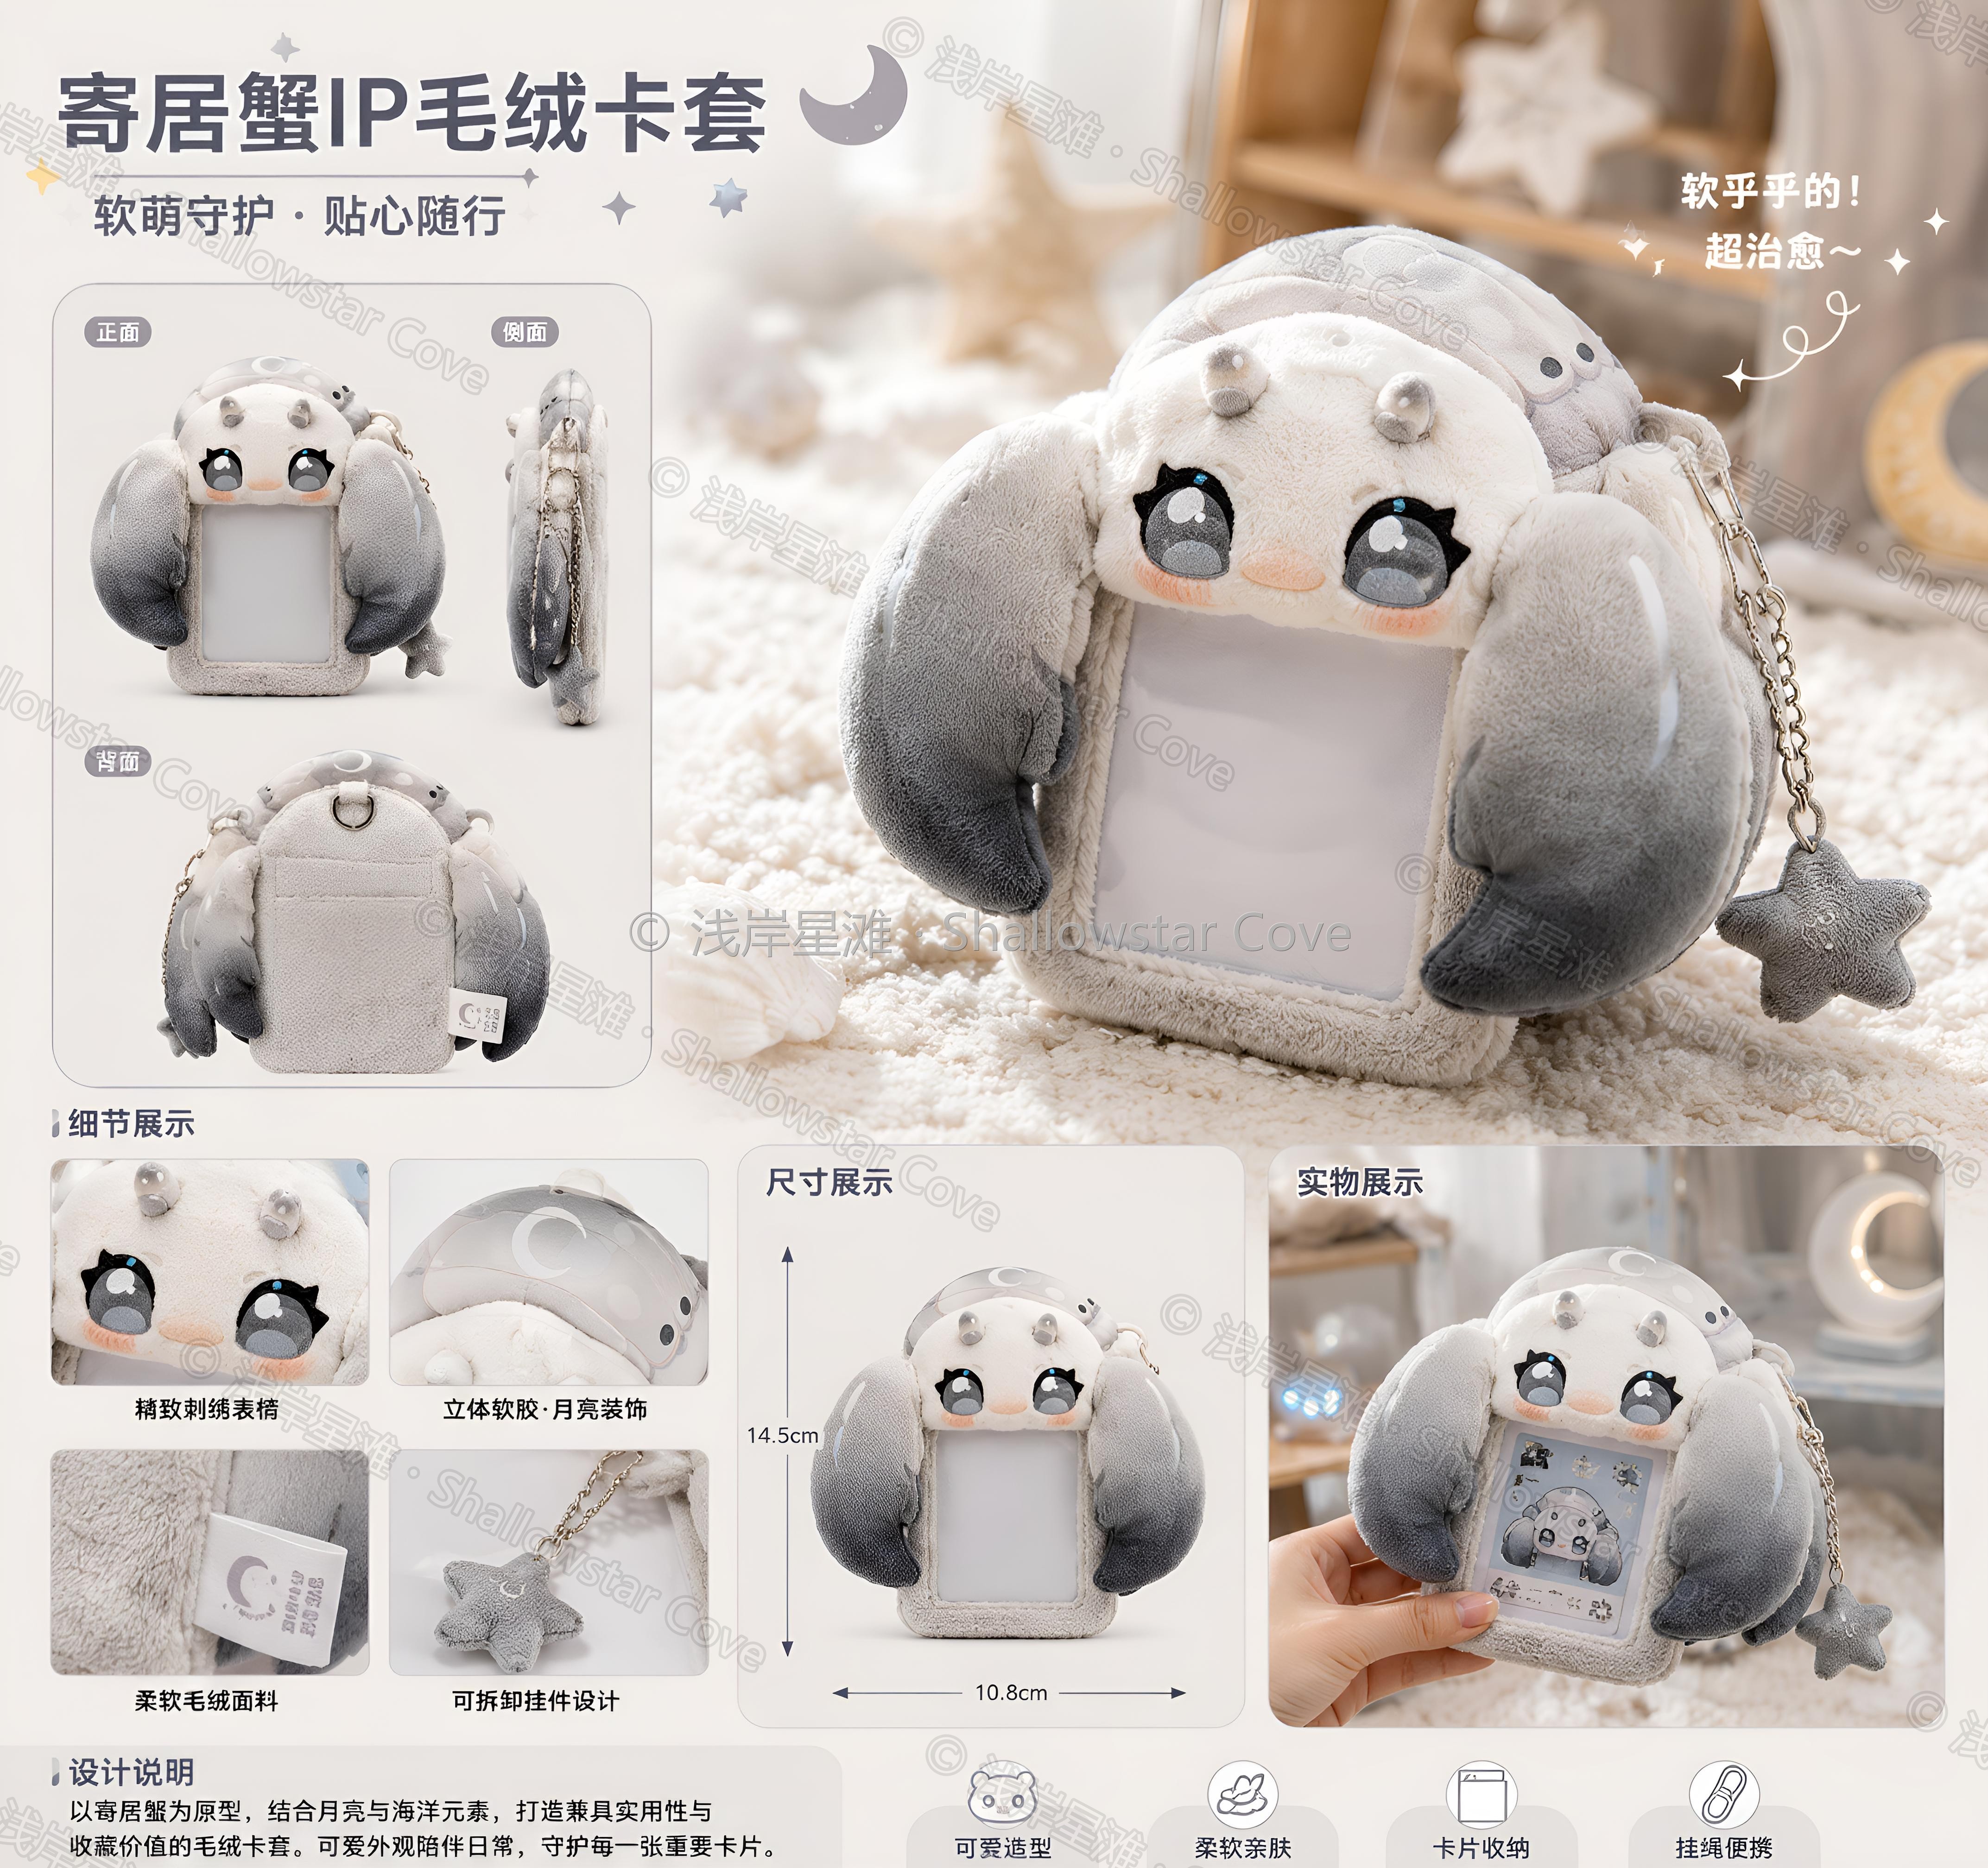 寄居蟹IP毛绒卡套
软萌守护·贴心随行
软乎乎的！
超治愈～
正面
侧面
背面
© 浅岸星滩 · Shallowstar Cove
细节展示
精致刺绣表情
立体软胶·月亮装饰
柔软毛绒面料
可拆卸挂件设计
尺寸展示
14.5cm
10.8cm
实物展示
设计说明
以寄居蟹为原型，结合月亮与海洋元素，打造兼具实用性与
收藏价值的毛绒卡套。可爱外观陪伴日常，守护每一张重要卡片。
可爱造型
柔软亲肤
卡片收纳
挂绳便携